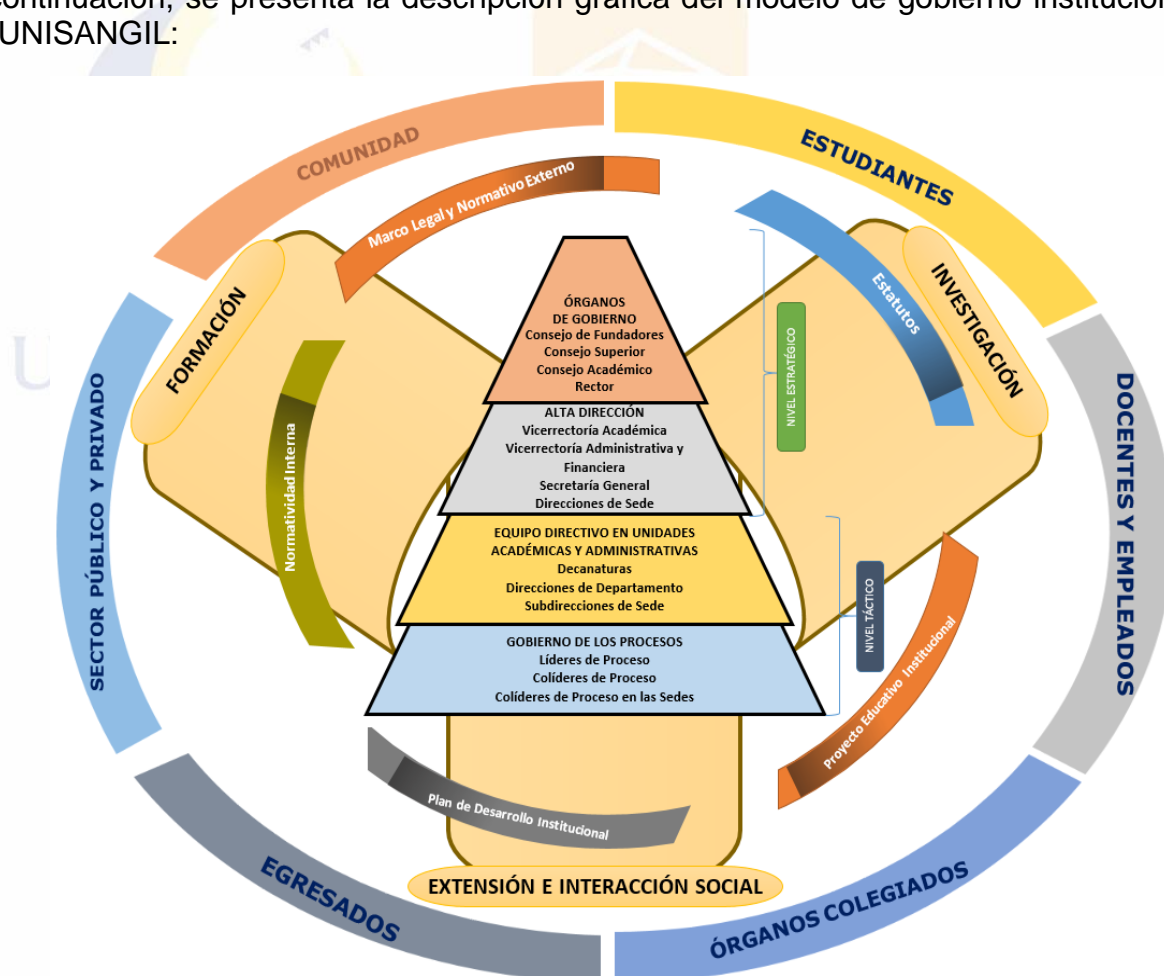 continuación, se presenta la descripción gráfica del modelo de gobierno
UNISANGIL:
COMUNIDAD
ESTUDIANTES
Marco Legal y Normativo Externo
Estatutos
FORMACIÓN
INVESTIGACIÓN
SECTOR PÚBLICO Y PRIVADO
DOCENTES Y EMPLEADOS
Normatividad Interna
ÓRGANOS
DE GOBIERNO
Consejo de Fundadores
Consejo Superior
Consejo Académico
Rector
NIVEL ESTRATÉGICO
ALTA DIRECCIÓN
Vicerrectoría Académica
Vicerrectoría Administrativa y
Financiera
Secretaría General
Direcciones de Sede
EQUIPO DIRECTIVO EN UNIDADES
ACADÉMICAS Y ADMINISTRATIVAS
Decanaturas
Direcciones de Departamento
Subdirecciones de Sede
NIVEL TÁCTICO
GOBIERNO DE LOS PROCESOS
Líderes de Proceso
Colíderes de Proceso
Colíderes de Proceso en las Sedes
Proyecto Educativo Institucional
Plan de Desarrollo Institucional
EXTENSIÓN E INTERACCIÓN SOCIAL
EGRESADOS
ÓRGANOS COLEGIADOS